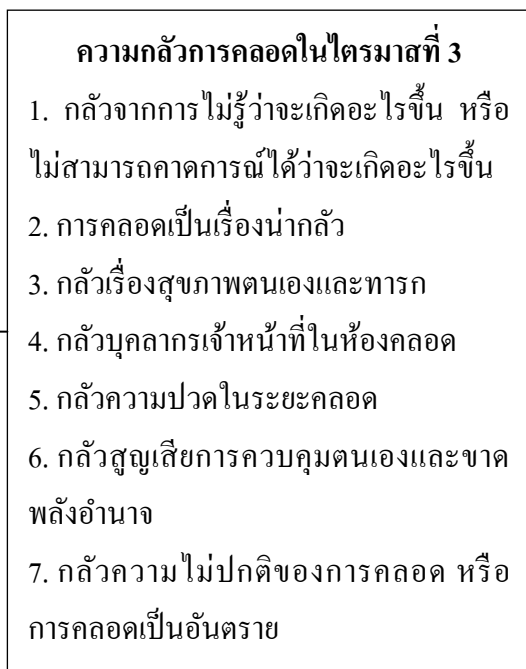 ความกลัวการคลอดในไตรมาสที่ 3
1. กลัวจากการไม่รู้ว่าจะเกิดอะไรขึ้น หรือ
ไม่สามารถคาดการณ์ได้ว่าจะเกิดอะไรขึ้น
2. การคลอดเป็นเรื่องน่ากลัว
3. กลัวเรื่องสุขภาพตนเองและทารก
4. กลัวบุคลากรเจ้าหน้าที่ในห้องคลอด
5. กลัวความปวดในระยะคลอด
6. กลัวสูญเสียการควบคุมตนเองและขาด
พลังอำนาจ
7. กลัวความไม่ปกติของการคลอด หรือ
การคลอดเป็นอันตราย